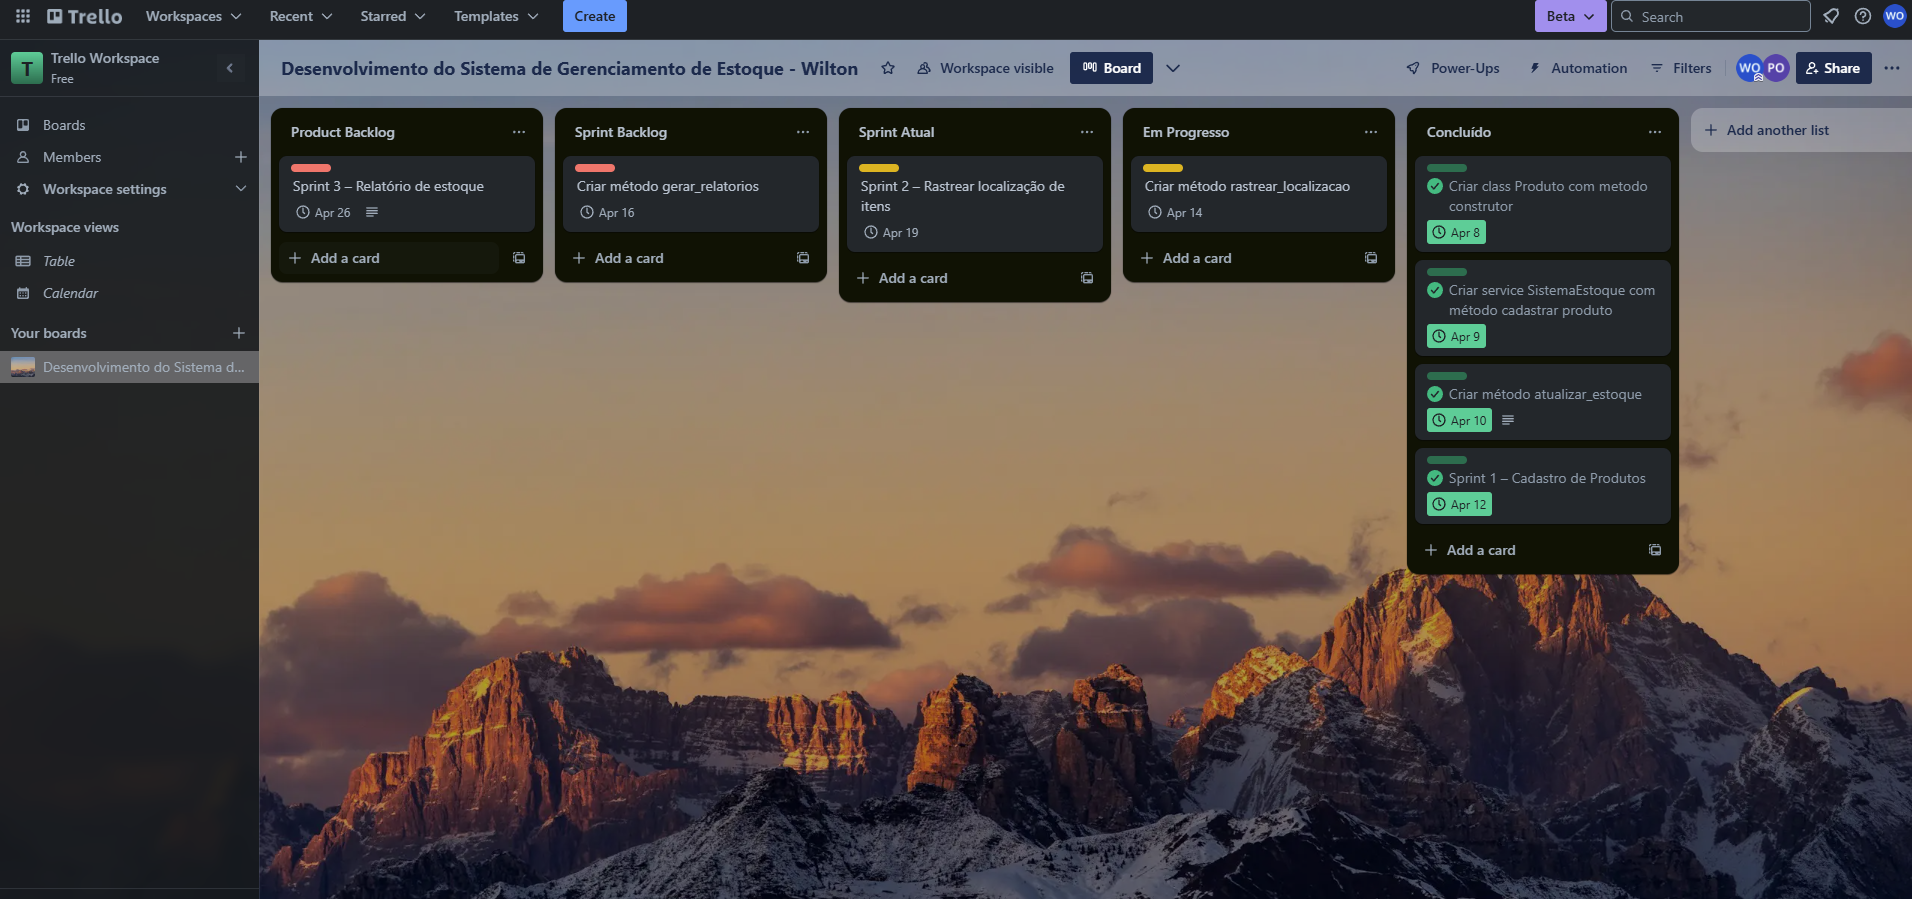 Trello
Workspaces
Recent
Starred
Templates
Create
Beta
Search
WO
T
Trello Workspace
Free
Desenvolvimento do Sistema de Gerenciamento de Estoque - Wilton
Workspace visible
Board
Power-Ups
Automation
Filters
WO
PO
Share
Boards
Members
Workspace settings
Workspace views
Table
Calendar
Your boards
Desenvolvimento do Sistema d...
Product Backlog
Sprint 3 – Relatório de estoque
Apr 26
Add a card
Sprint Backlog
Criar método gerar_relatorios
Apr 16
Add a card
Sprint Atual
Sprint 2 – Rastrear localização de
itens
Apr 19
Add a card
Em Progresso
Criar método rastrear_localizacao
Apr 14
Add a card
Concluído
Criar class Produto com metodo
construtor
Apr 8
Criar service SistemaEstoque com
método cadastrar produto
Apr 9
Criar método atualizar_estoque
Apr 10
Sprint 1 – Cadastro de Produtos
Apr 12
Add a card
Add another list